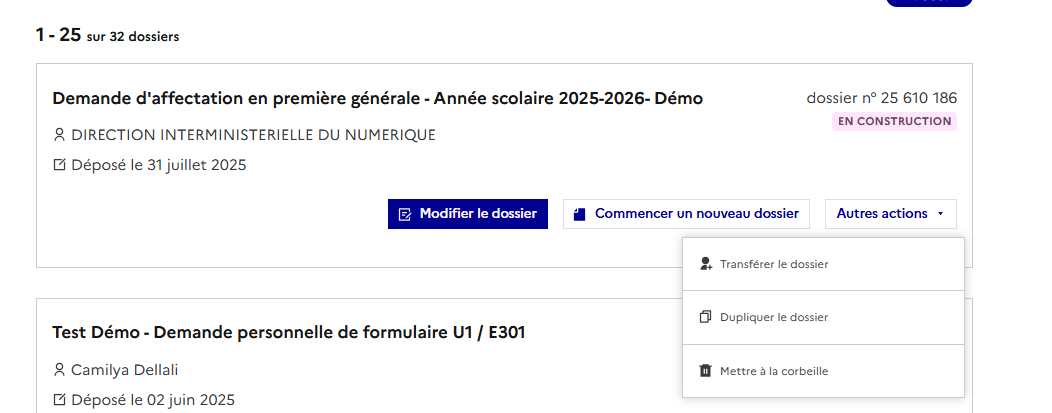 1 - 25 sur 32 dossiers
Demande d'affectation en première générale - Année scolaire 2025-2026- Démo
dossier n° 25 610 186
EN CONSTRUCTION
DIRECTION INTERMINISTERIELLE DU NUMERIQUE
Déposé le 31 juillet 2025
Modifier le dossier
Commencer un nouveau dossier
Autres actions
Transférer le dossier
Dupliquer le dossier
Mettre à la corbeille
Test Démo - Demande personnelle de formulaire U1 / E301
Camilya Dellali
Déposé le 02 juin 2025